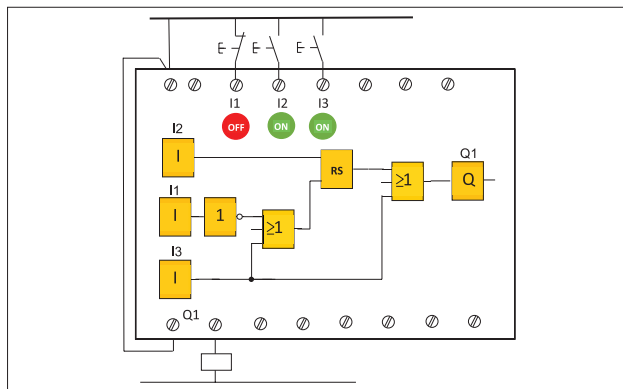 E E E
I1 I2 I3
OFF ON ON
I2
I
RS
Q1
≥1
Q
I1
I
1
≥1
I3
I
Q1